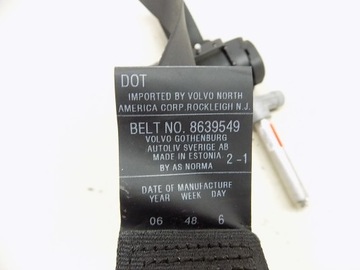 DOT
IMPORTED BY VOLVO NORTH
AMERICA CORP.ROCKLEIGH N.J.
BELT NO. 8639549
VOLVO GOTHENBURG
AUTOLIV SVERIGE AB
MADE IN ESTONIA 2-1
BY AS NORMA
DATE OF MANUFACTURE
YEAR WEEK DAY
06 48 6